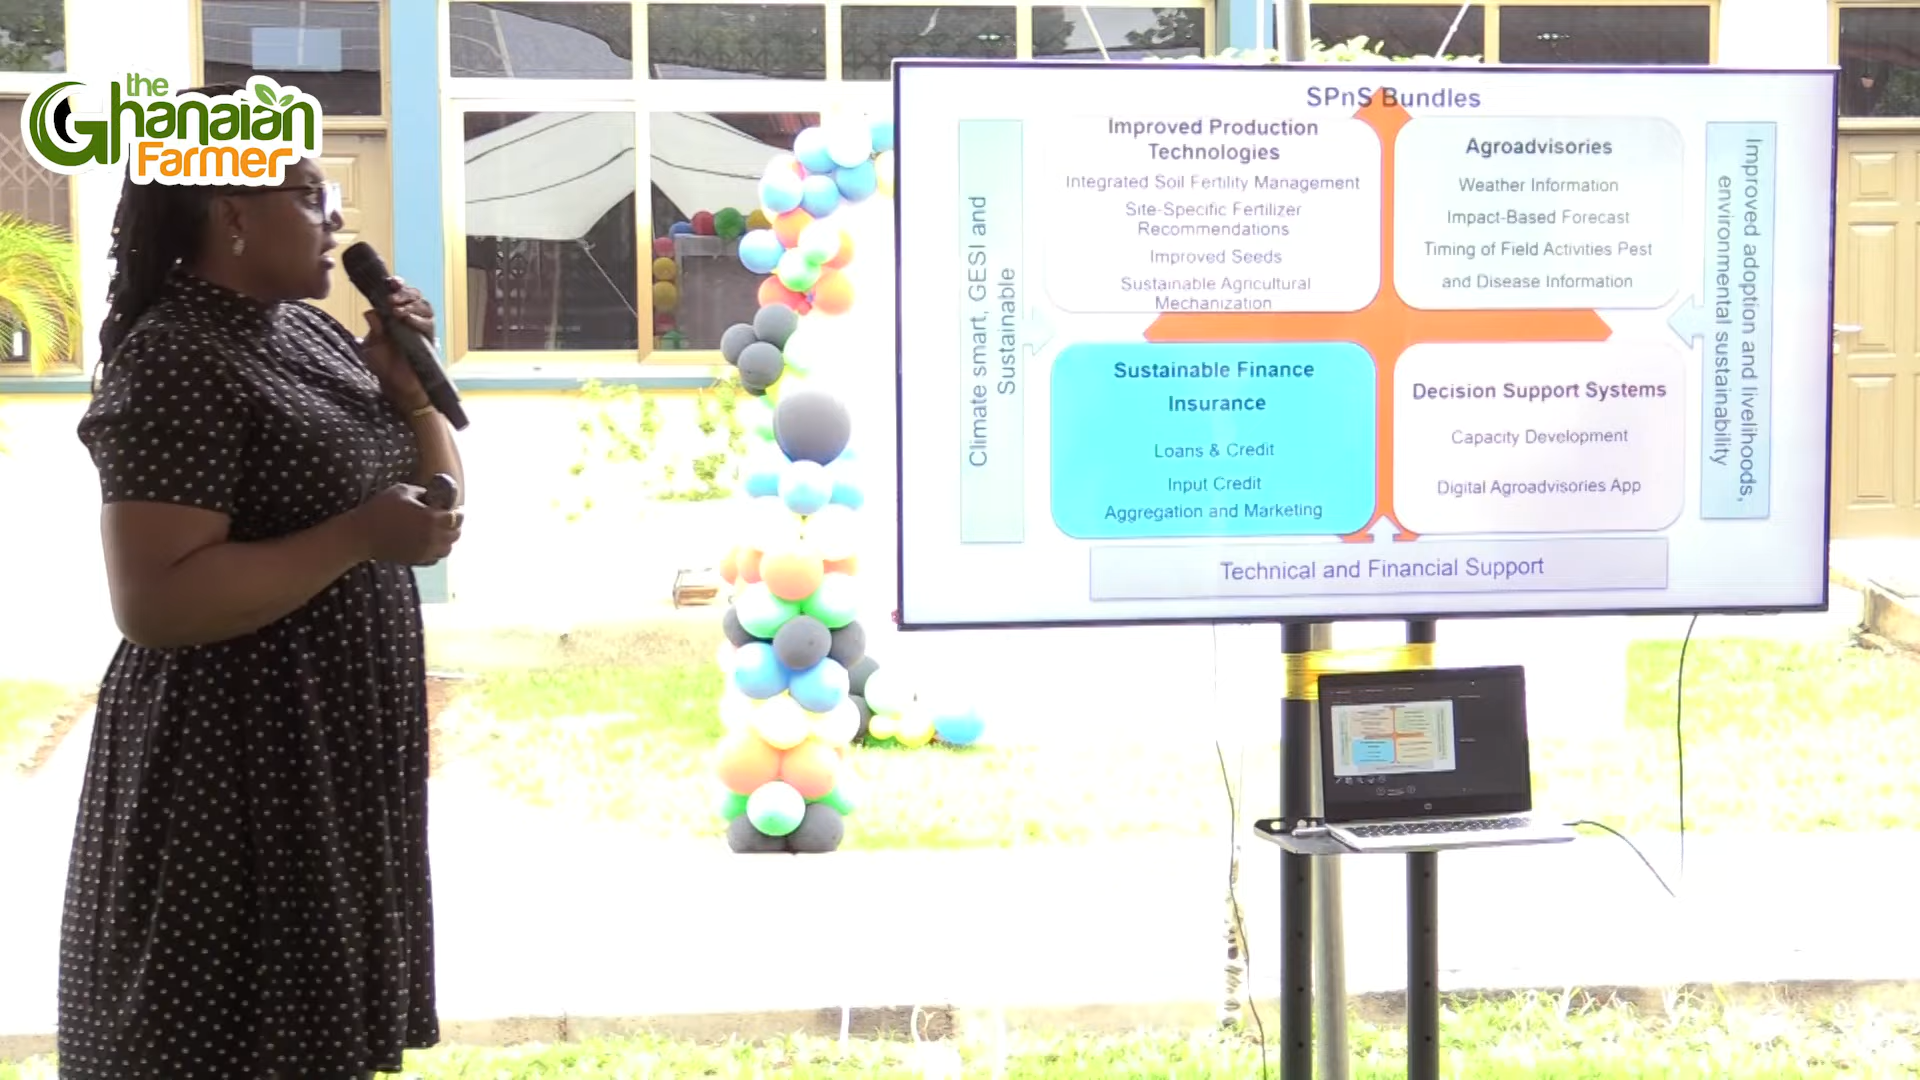 the
Ghanaian
Farmer
SPnS Bundles
Climate smart, GESI and
Sustainable
Improved Production
Technologies
Integrated Soil Fertility Management
Site-Specific Fertilizer
Recommendations
Improved Seeds
Sustainable Agricultural
Mechanization
Agroadvisories
Weather Information
Impact-Based Forecast
Timing of Field Activities Pest
and Disease Information
Sustainable Finance
Insurance
Loans & Credit
Input Credit
Aggregation and Marketing
Decision Support Systems
Capacity Development
Digital Agroadvisories App
Improved adoption and livelihoods,
environmental sustainability
Technical and Financial Support